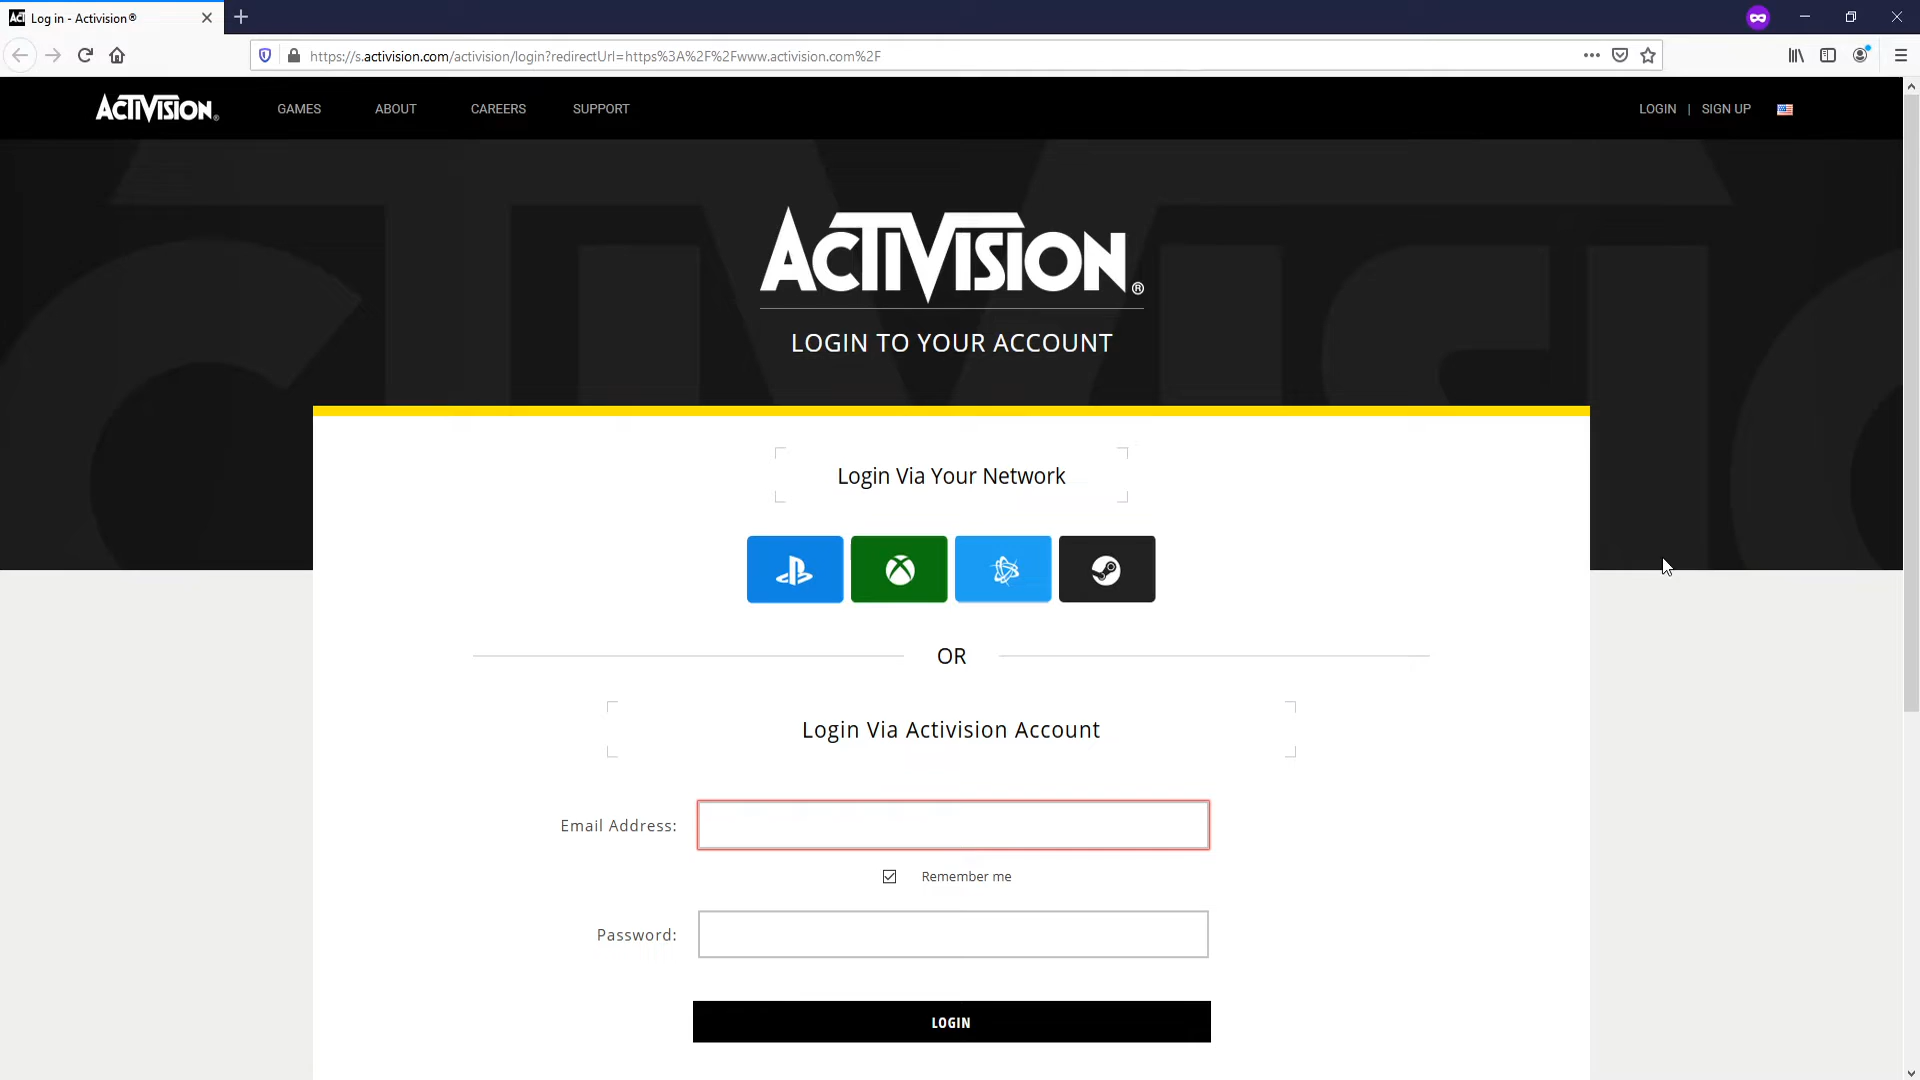 Log in - Activision®
https://s.activision.com/activision/login?redirectUrl=https%3A%2F%2Fwww.activision.com%2F
ACTIVISION® GAMES ABOUT CAREERS SUPPORT LOGIN | SIGN UP
ACTIVISION®
LOGIN TO YOUR ACCOUNT
Login Via Your Network
OR
Login Via Activision Account
Email Address:
Remember me
Password:
LOGIN